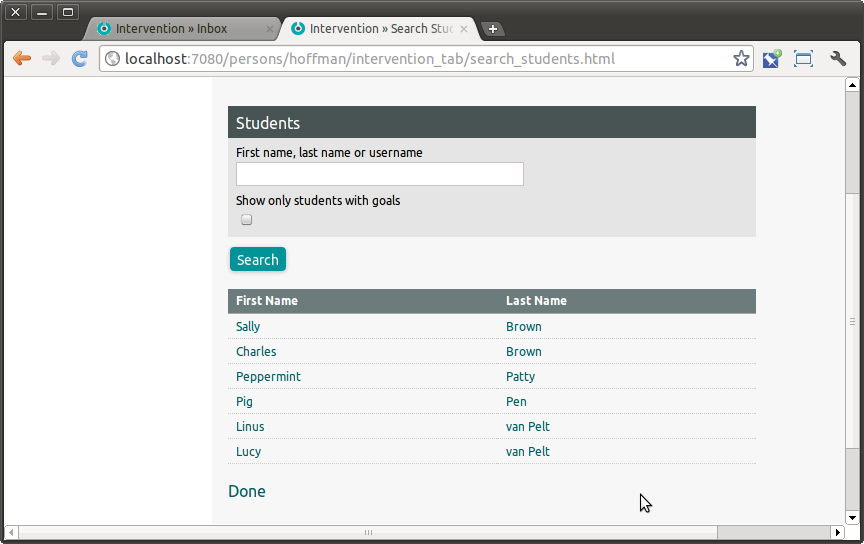 Intervention » Inbox
Intervention » Search Stud
localhost:7080/persons/hoffman/intervention_tab/search_students.html
Students
First name, last name or username
Show only students with goals
Search
First Name Last Name
Sally Brown
Charles Brown
Peppermint Patty
Pig Pen
Linus van Pelt
Lucy van Pelt
Done